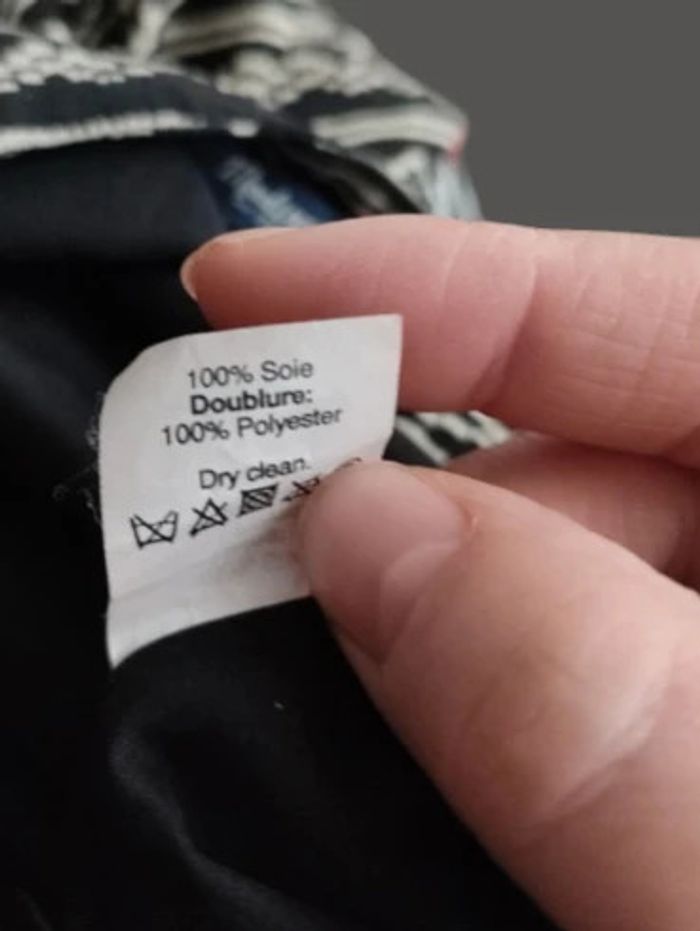 100% Soie
Doublure:
100% Polyester
Dry clean.